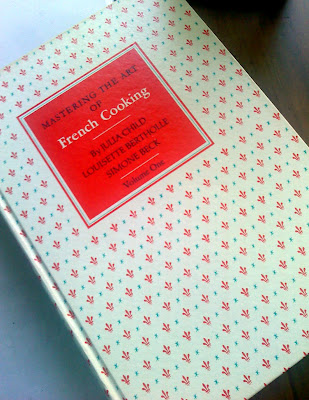 MASTERING THE ART
OF
French Cooking
By JULIA CHILD
LOUISETTE BERTHOLLE
SIMONE BECK
Volume One